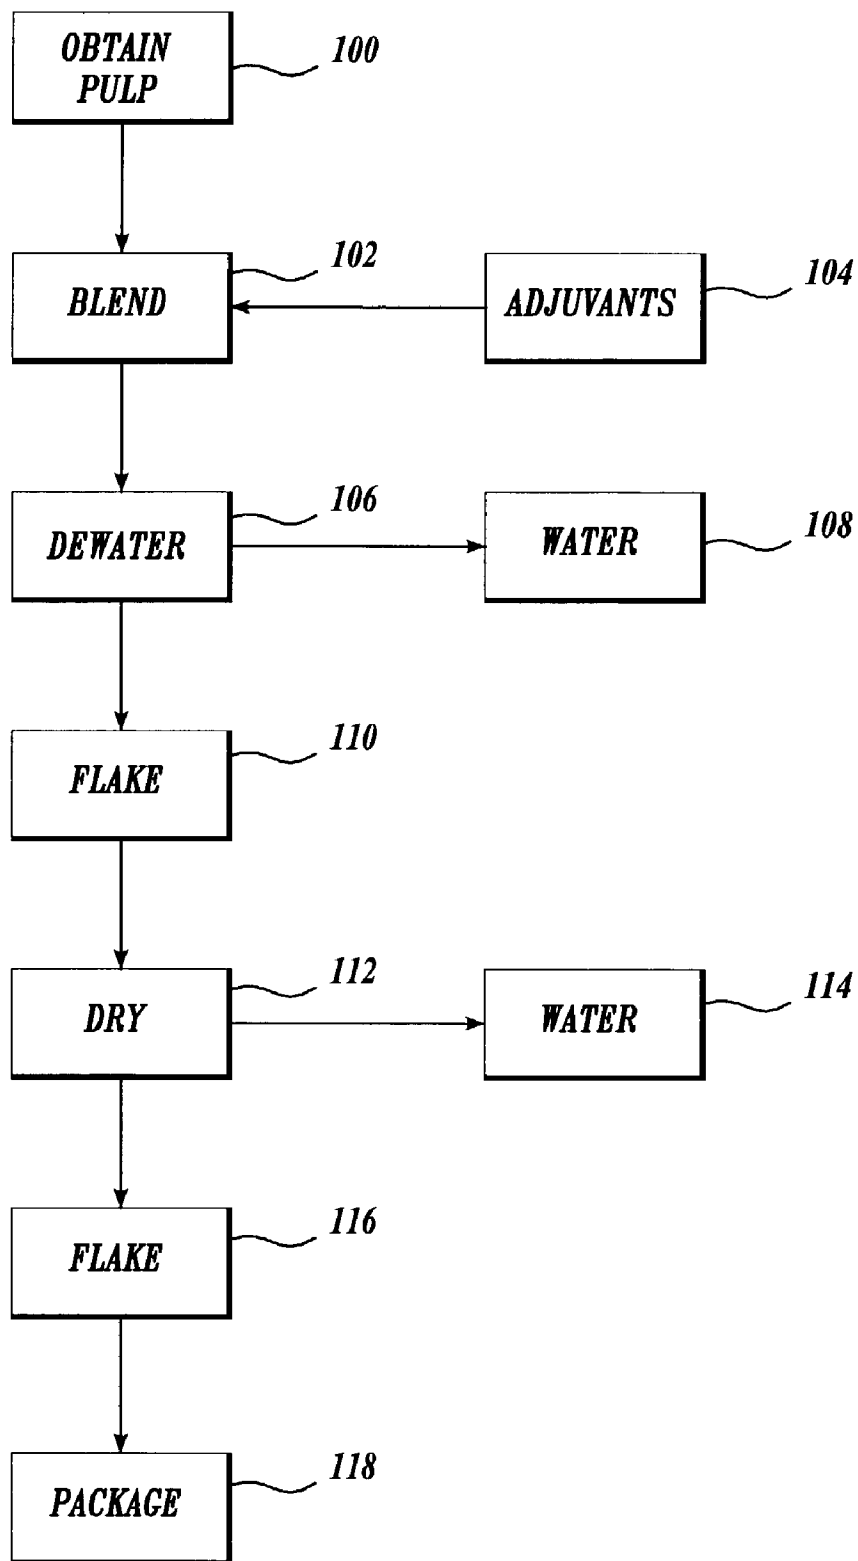 OBTAIN
PULP
100
BLEND
102
ADJUVANTS
104
DEWATER
106
WATER
108
FLAKE
110
DRY
112
WATER
114
FLAKE
116
PACKAGE
118